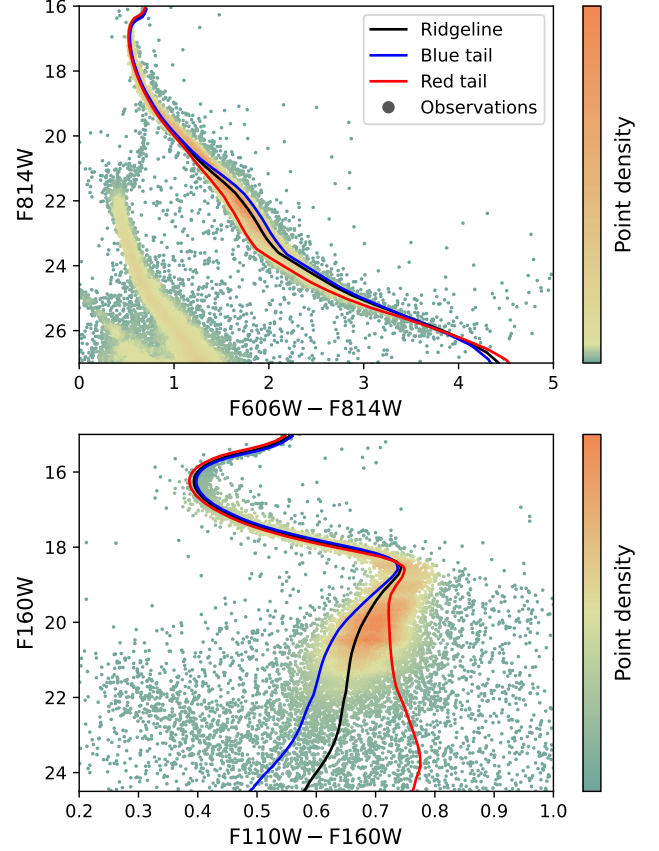 16
18
20
22
24
26
F814W
0 1 2 3 4 5
F606W − F814W
Ridgeline
Blue tail
Red tail
Observations
Point density
16
18
20
22
24
F160W
0.2 0.3 0.4 0.5 0.6 0.7 0.8 0.9 1.0
F110W − F160W
Point density